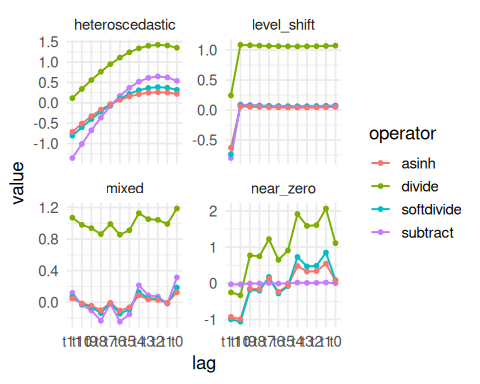 heteroscedastic
level_shift
1.5
1.0
0.5
0.0
-0.5
-1.0
1.0
0.5
0.0
-0.5
value
mixed
near_zero
1.2
0.8
0.4
0.0
2
1
0
-1
lag
operator
asinh
divide
softdivide
subtract